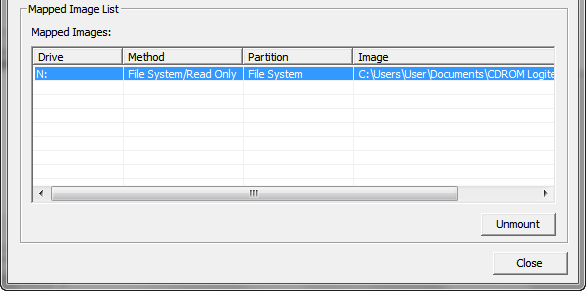 Mapped Image List
Mapped Images:
Drive Method Partition Image
N: File System/Read Only File System C:\Users\User\Documents\CDROM Logite
Unmount
Close